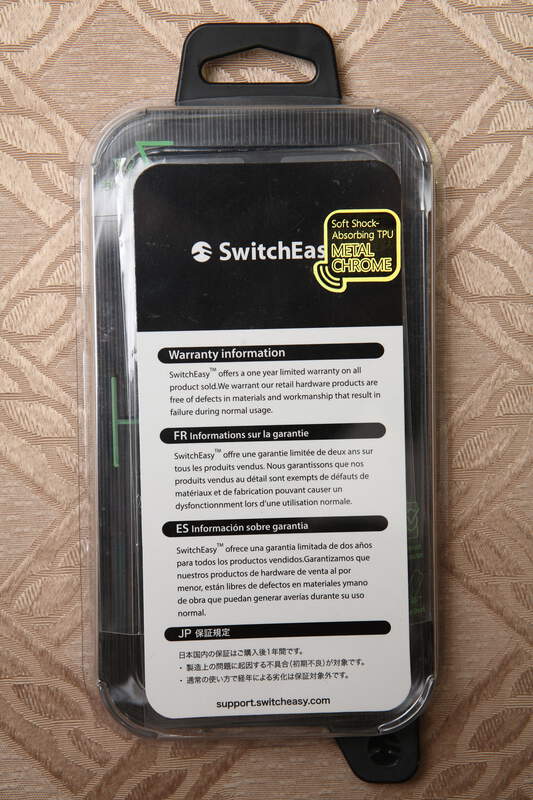 SwitchEas
Soft Shock-
Absorbing TPU
METAL
CHROME
Warranty information
SwitchEasy™ offers a one year limited warranty on all
product sold.We warrant our retail hardware products are
free of defects in materials and workmanship that result in
failure during normal usage.
FR Informations sur la garantie
SwitchEasy™ offre une garantie limitée de deux ans sur
tous les produits vendus. Nous garantissons que nos
produits vendus au détail sont exempts de défauts de
matériaux et de fabrication pouvant causer un
dysfonctionnment lors d'une utilisation normale.
ES Información sobre garantia
SwitchEasy™ ofrece una garantia limitada de dos años
para todos los productos vendidos.Garantizamos que
nuestros productos de hardware de venta al por
menor, están libres de defectos en materiales ymano
de obra que puedan generar averías durante su uso
normal.
JP 保証規定
日本国内の保証はご購入後1年間です。
・製造上の問題に起因する不具合(初期不良)が対象です。
・通常の使い方で経年による劣化は保証対象外です。
support.switcheasy.com